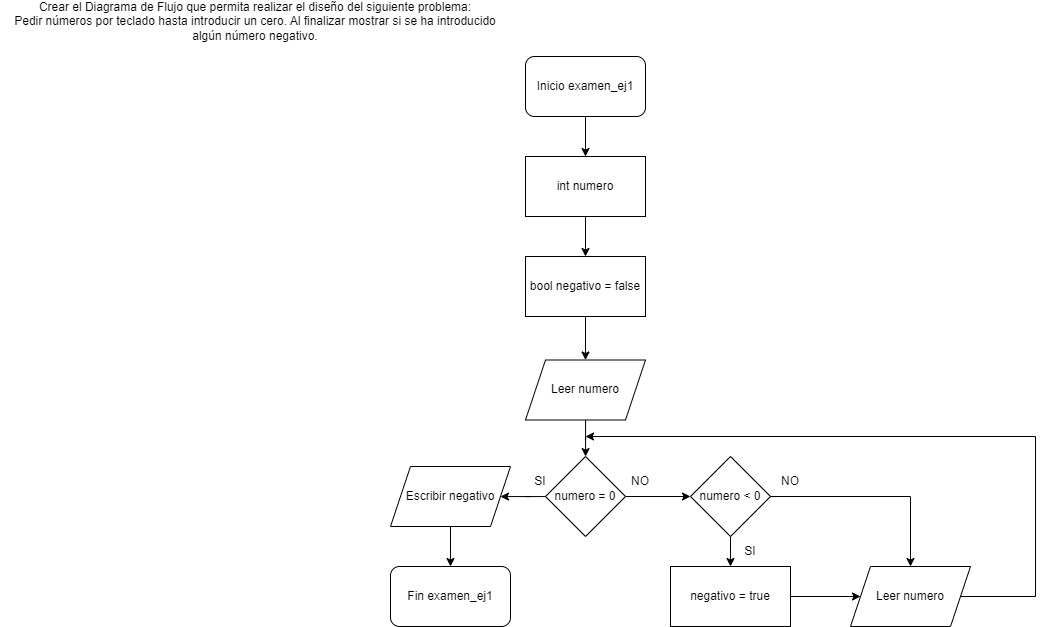 Crear el Diagrama de Flujo que permita realizar el diseño del siguiente problema:
Pedir números por teclado hasta introducir un cero. Al finalizar mostrar si se ha introducido
algún número negativo.
Inicio examen_ej1
int numero
bool negativo = false
Leer numero
SI
NO
NO
Escribir negativo
numero = 0
numero < 0
SI
Fin examen_ej1
negativo = true
Leer numero